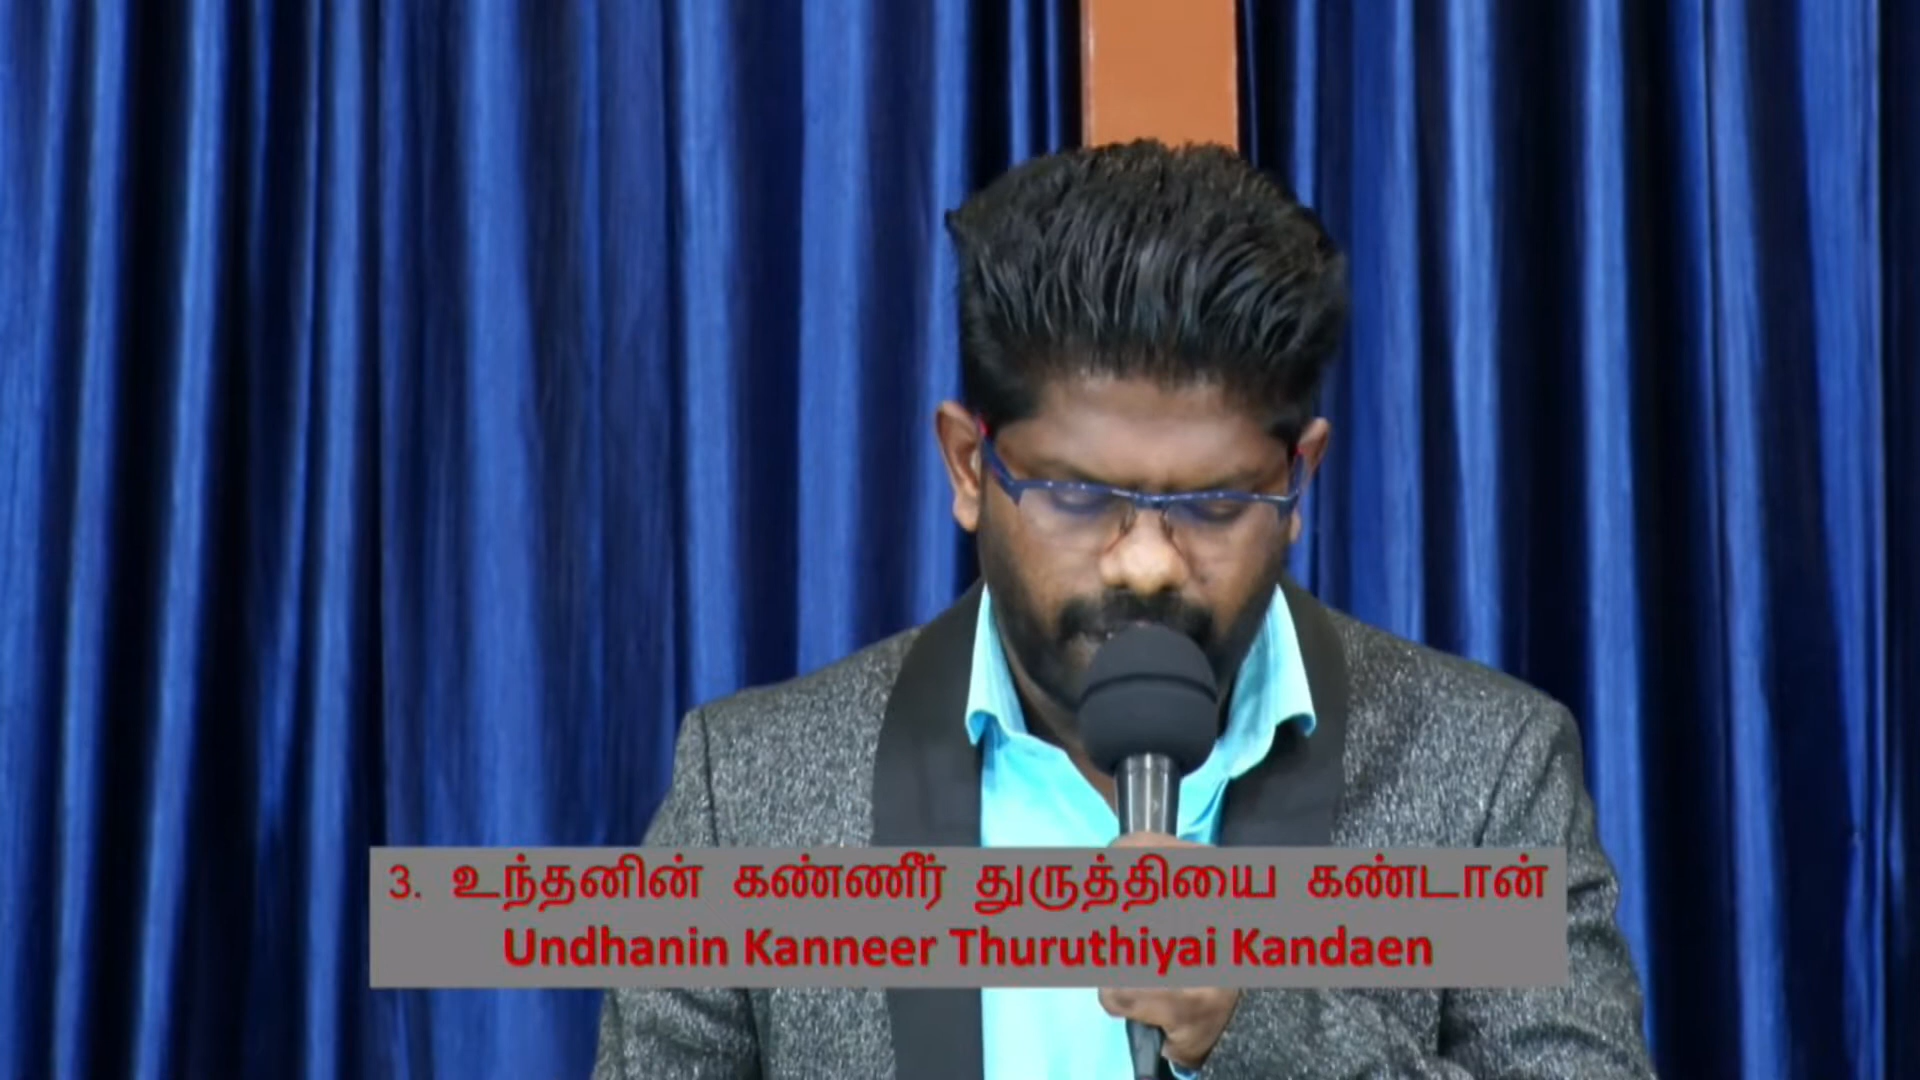 3. உந்தனின் கண்ணீர் துருத்தியை கண்டான்
Undhanin Kanneer Thuruthiyai Kandaen